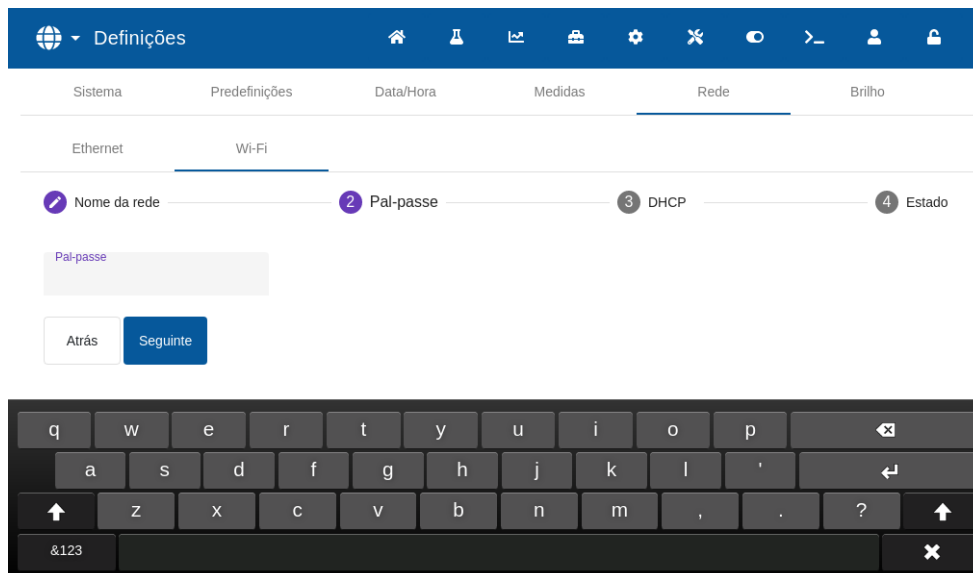 Definições
Sistema Predefinições Data/Hora Medidas Rede Brilho
Ethernet Wi-Fi
Nome da rede 2 Pal-passe 3 DHCP 4 Estado
Pal-passe
Atrás Seguinte
q w e r t y u i o p
a s d f g h j k l '
z x c v b n m , . ?
&123